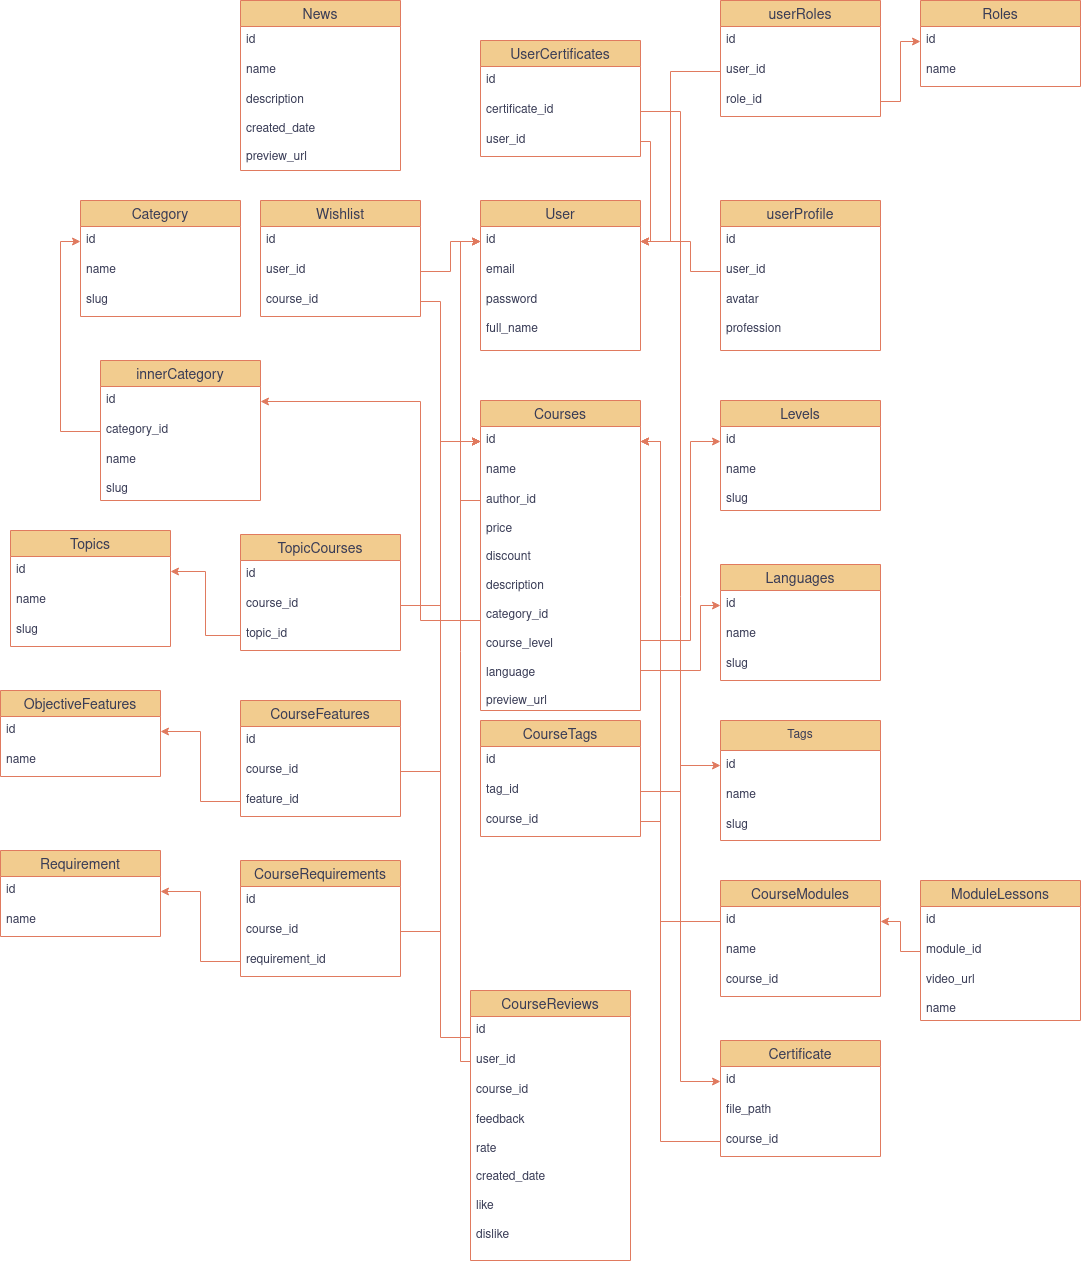 News
id
name
description
created_date
preview_url
UserCertificates
id
certificate_id
user_id
userRoles
id
user_id
role_id
Roles
id
name
Category
id
name
slug
Wishlist
id
user_id
course_id
User
id
email
password
full_name
userProfile
id
user_id
avatar
profession
innerCategory
id
category_id
name
slug
Courses
id
name
author_id
price
discount
description
category_id
course_level
language
preview_url
Levels
id
name
slug
Topics
id
name
slug
TopicCourses
id
course_id
topic_id
Languages
id
name
slug
ObjectiveFeatures
id
name
CourseFeatures
id
course_id
feature_id
CourseTags
id
tag_id
course_id
Tags
id
name
slug
Requirement
id
name
CourseRequirements
id
course_id
requirement_id
CourseModules
id
name
course_id
ModuleLessons
id
module_id
video_url
name
CourseReviews
id
user_id
course_id
feedback
rate
created_date
like
dislike
Certificate
id
file_path
course_id